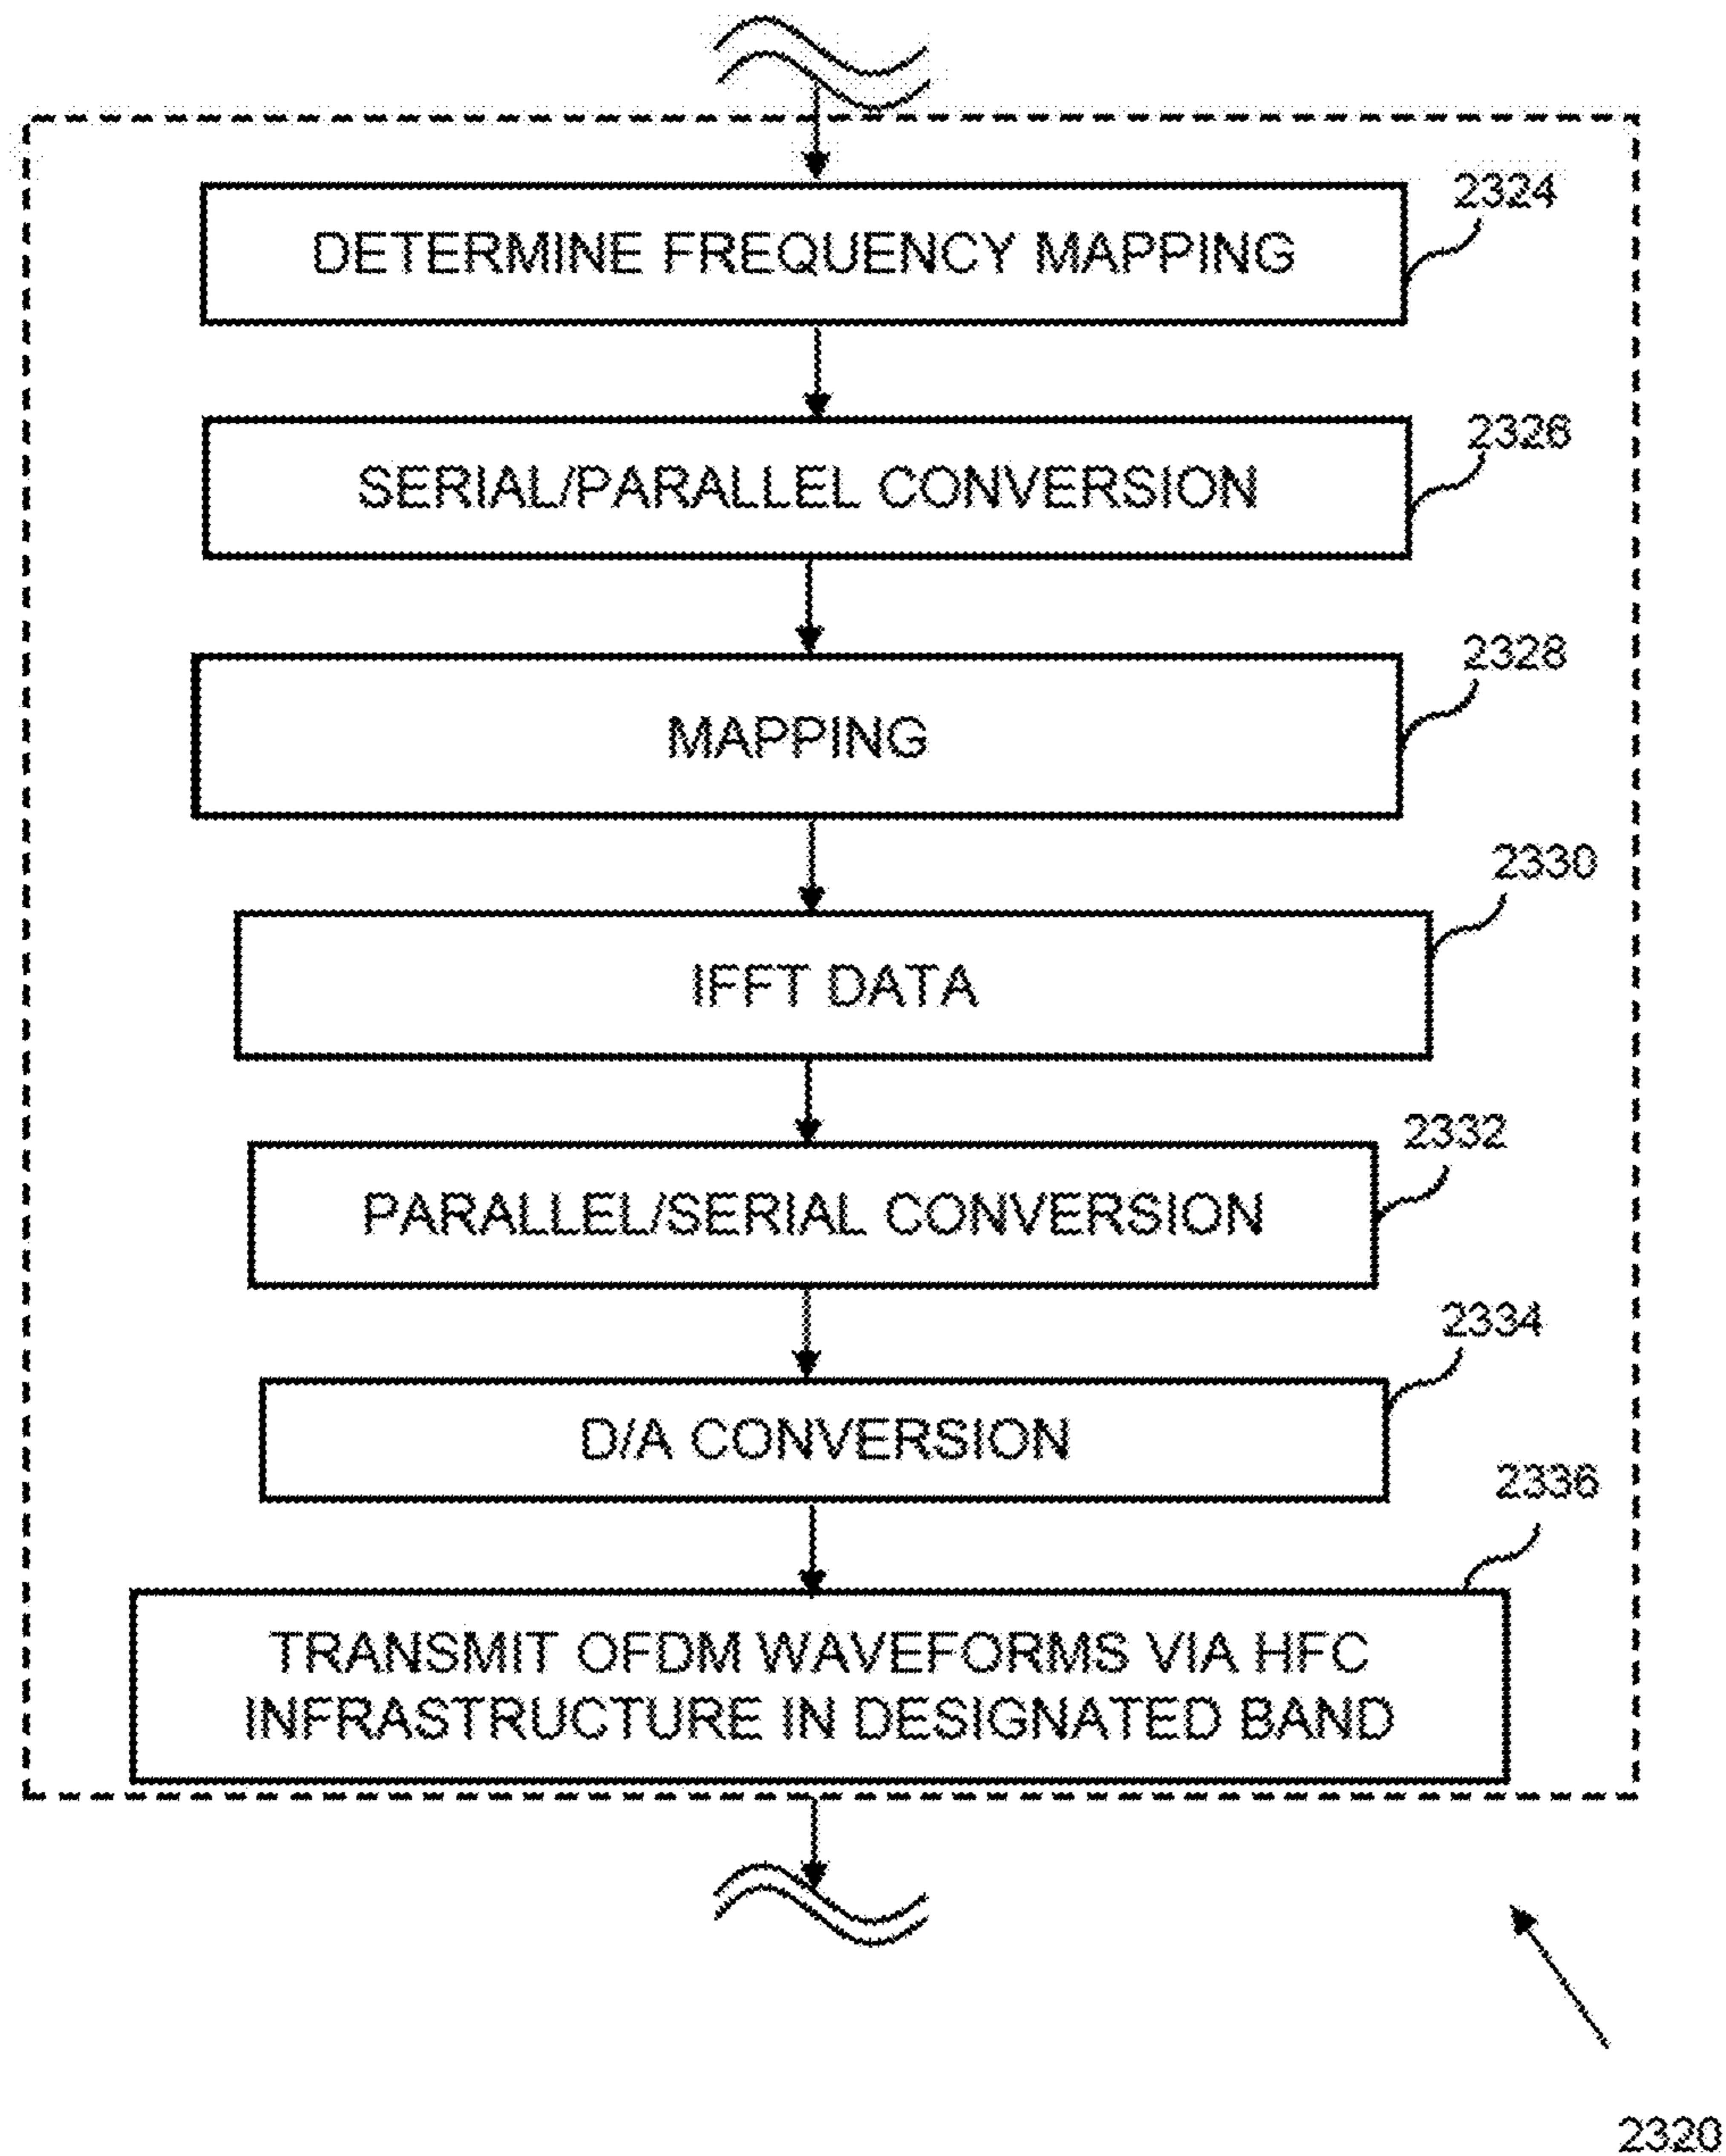 2324
DETERMINE FREQUENCY MAPPING
2326
SERIAL/PARALLEL CONVERSION
2328
MAPPING
2330
IFFT DATA
2332
PARALLEL/SERIAL CONVERSION
2334
D/A CONVERSION
2336
TRANSMIT OFDM WAVEFORMS VIA HFC
INFRASTRUCTURE IN DESIGNATED BAND
2320